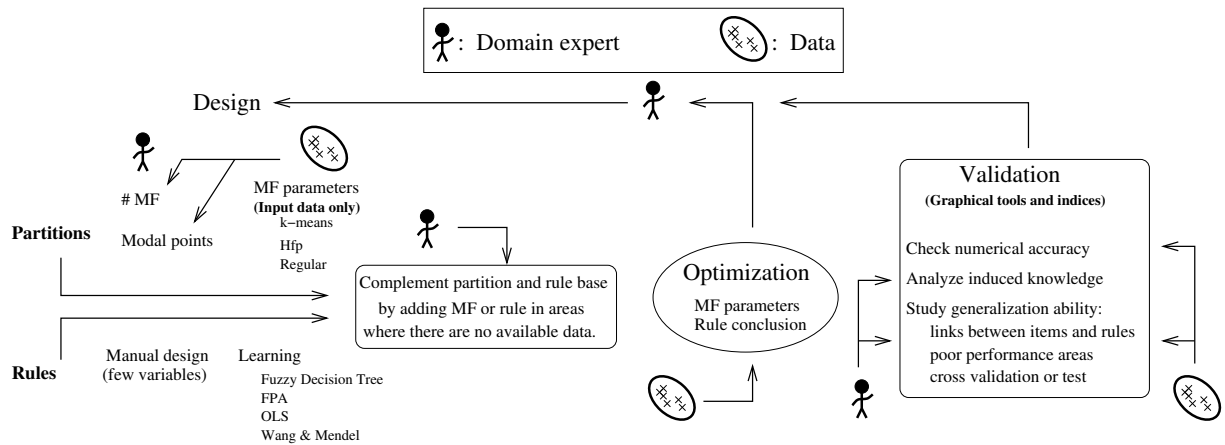 : Domain expert
: Data
Design
# MF
MF parameters
(Input data only)
k−means
Hfp
Regular
Modal points
Partitions
Rules
Manual design
(few variables)
Learning
Fuzzy Decision Tree
FPA
OLS
Wang & Mendel
Complement partition and rule base
by adding MF or rule in areas
where there are no available data.
Optimization
MF parameters
Rule conclusion
Validation
(Graphical tools and indices)
Check numerical accuracy
Analyze induced knowledge
Study generalization ability:
links between items and rules
poor performance areas
cross validation or test